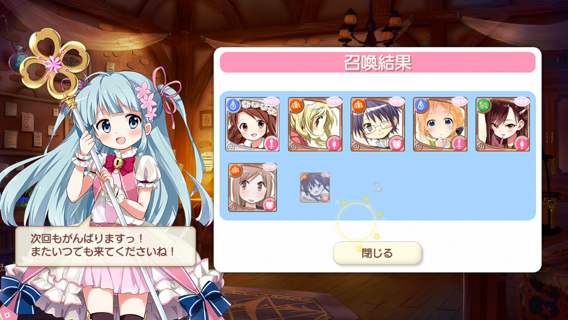 召喚結果
次回もがんばりますっ！
またいつでも来てくださいね！
閉じる